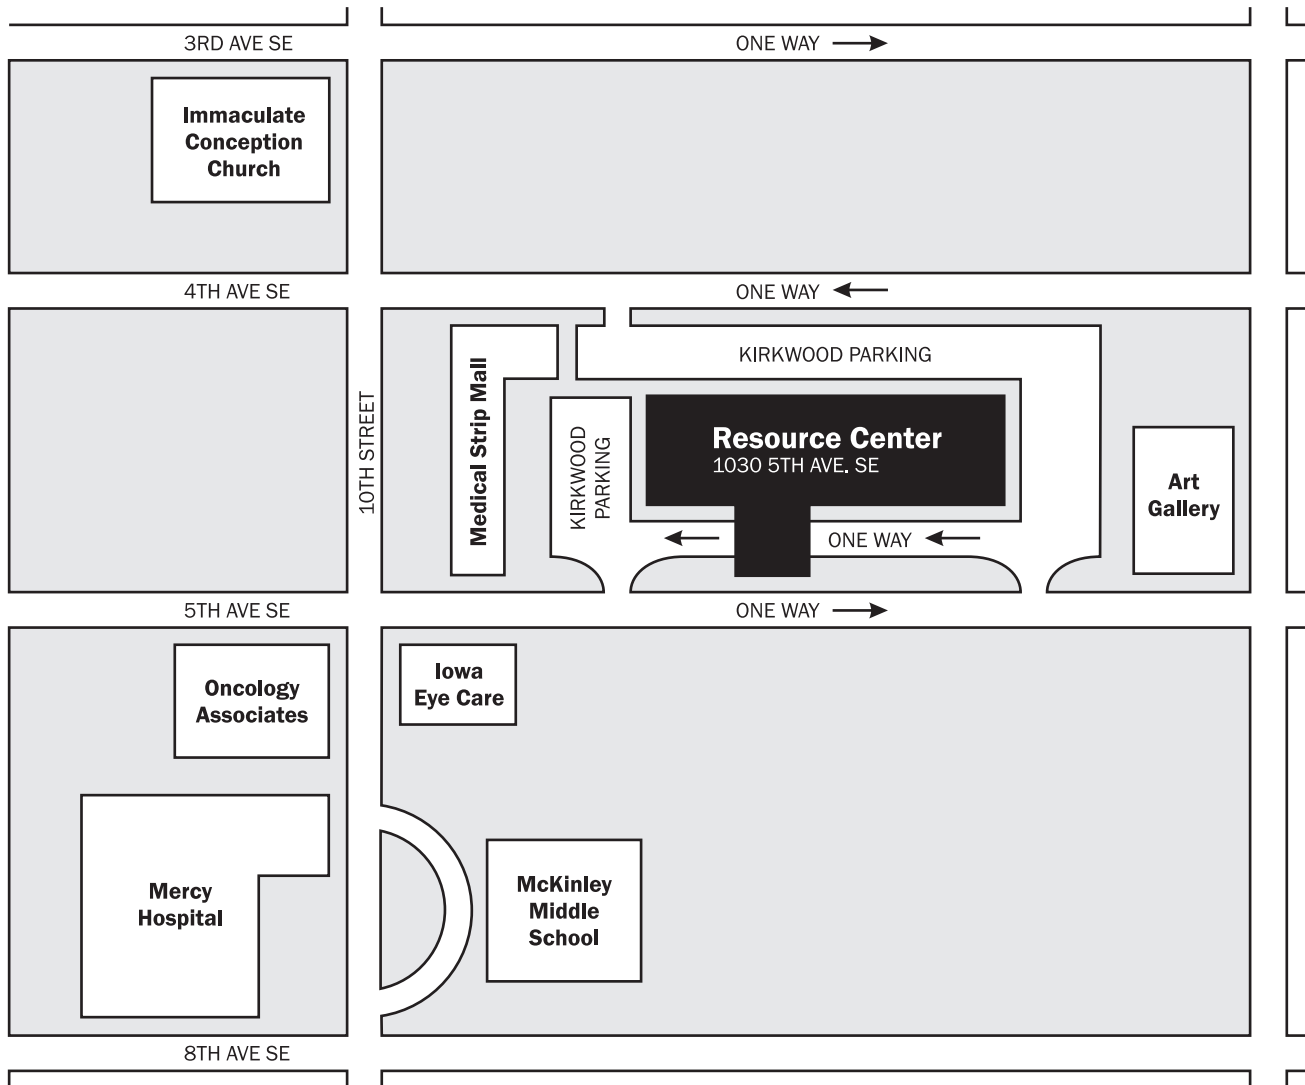 3RD AVE SE
ONE WAY
Immaculate
Conception
Church
4TH AVE SE
ONE WAY
10TH STREET
Medical Strip Mall
KIRKWOOD PARKING
KIRKWOOD
PARKING
Resource Center
1030 5TH AVE. SE
ONE WAY
Art
Gallery
5TH AVE SE
ONE WAY
Oncology
Associates
Iowa
Eye Care
Mercy
Hospital
McKinley
Middle
School
8TH AVE SE